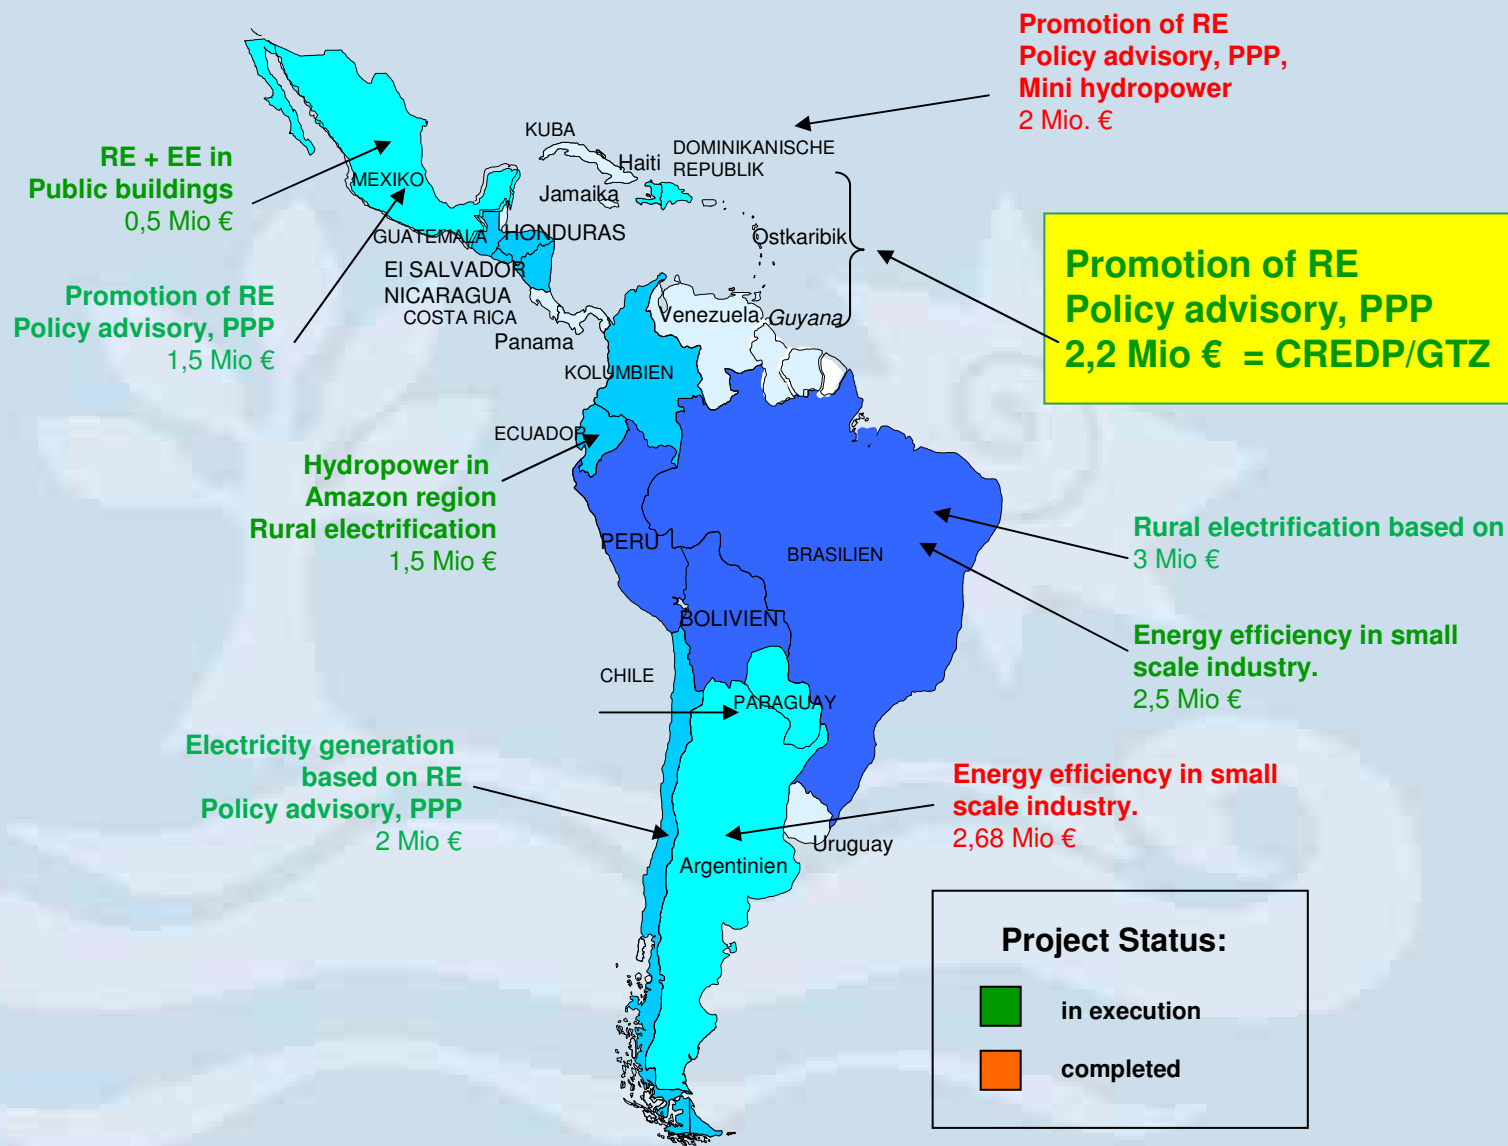 Promotion of RE
Policy advisory, PPP,
Mini hydropower
2 Mio. €
KUBA
Haiti
DOMINIKANISCHE
REPUBLIK
Jamaika
RE + EE in
Public buildings
0,5 Mio €
MEXIKO
GUATEMALA
HONDURAS
Ostkaribik
El SALVADOR
NICARAGUA
COSTA RICA
Panama
Venezuela
Guyana
Promotion of RE
Policy advisory, PPP
1,5 Mio €
Promotion of RE
Policy advisory, PPP
2,2 Mio € = CREDP/GTZ
KOLUMBIEN
ECUADOR
Hydropower in
Amazon region
Rural electrification
1,5 Mio €
PERU
BRASILIEN
BOLIVIEN
Rural electrification based on
3 Mio €
Energy efficiency in small
scale industry.
2,5 Mio €
CHILE
PARAGUAY
Electricity generation
based on RE
Policy advisory, PPP
2 Mio €
Energy efficiency in small
scale industry.
2,68 Mio €
Uruguay
Argentinien
Project Status:
in execution
completed